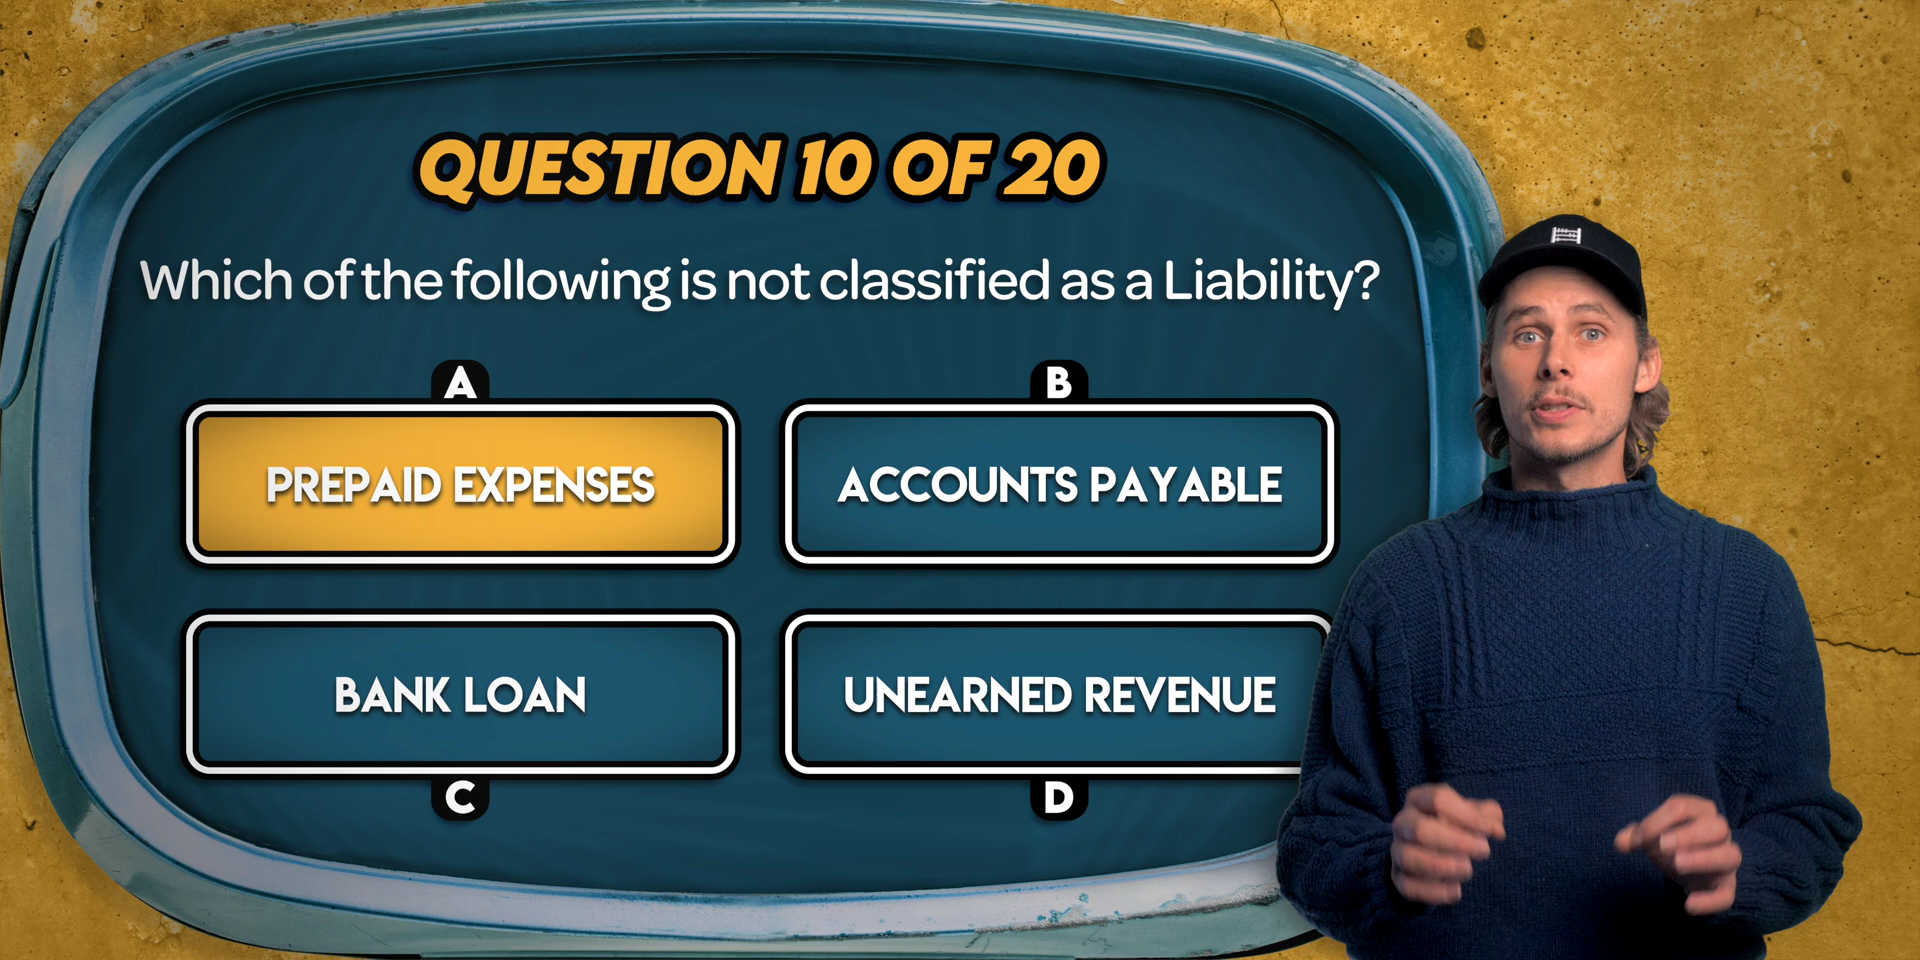 QUESTION 10 OF 20
Which of the following is not classified as a Liability?
A
PREPAID EXPENSES
B
ACCOUNTS PAYABLE
BANK LOAN
C
UNEARNED REVENUE
D